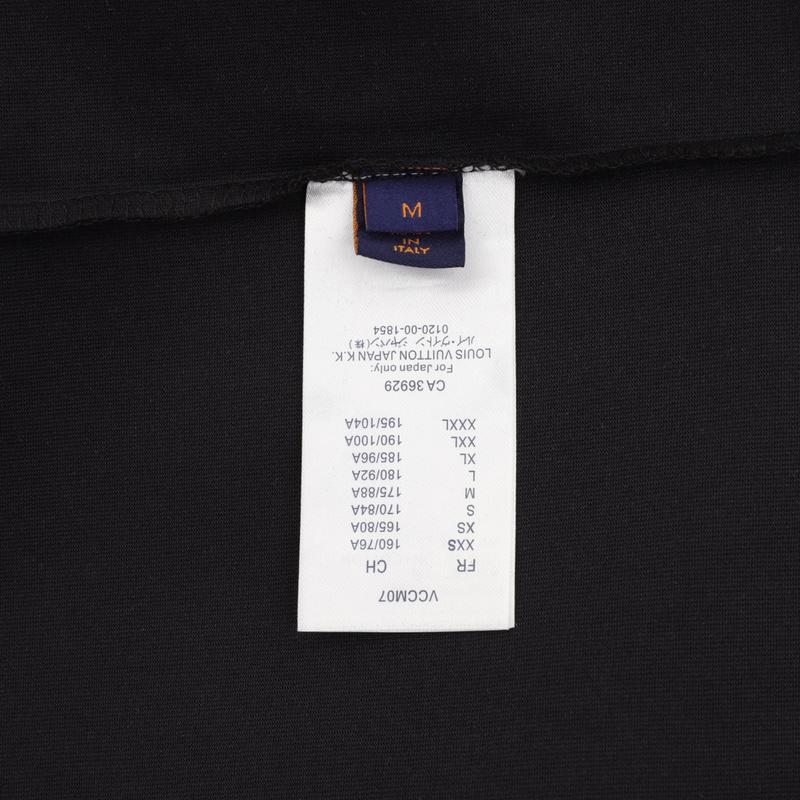 M
IN
ITALY
VCCM07
FR CH
XXS 160/76A
XS 165/80A
S 170/84A
M 175/88A
L 180/92A
XL 185/96A
XXL 190/100A
XXXL 195/104A
CA 36929
For Japan only:
LOUIS VUITTON JAPAN K.K.
ルイ・ヴィトン ジャパン(株)
0120-00-1854